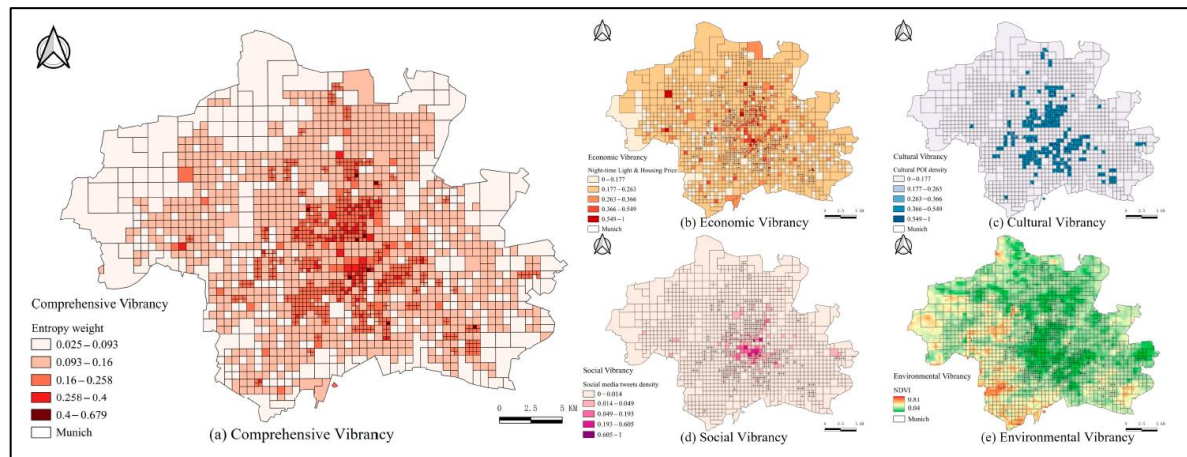 Comprehensive Vibrancy
Entropy weight
0.025–0.093
0.093–0.16
0.16–0.258
0.258–0.4
0.4–0.679
Munich
0 2.5 5 KM
(a) Comprehensive Vibrancy
Economic Vibrancy
Night-time Light & Housing Price
0–0.177
0.177–0.263
0.263–0.366
0.366–0.549
0.549–1
Munich
(b) Economic Vibrancy
Cultural Vibrancy
Cultural POI density
0–0.177
0.177–0.263
0.263–0.366
0.366–0.549
0.549–1
Munich
(c) Cultural Vibrancy
Social Vibrancy
Social media tweets density
0–0.014
0.014–0.049
0.049–0.193
0.193–0.605
0.605–1
Munich
(d) Social Vibrancy
Environmental Vibrancy
NDVI
0.81
0.04
Munich
(e) Environmental Vibrancy